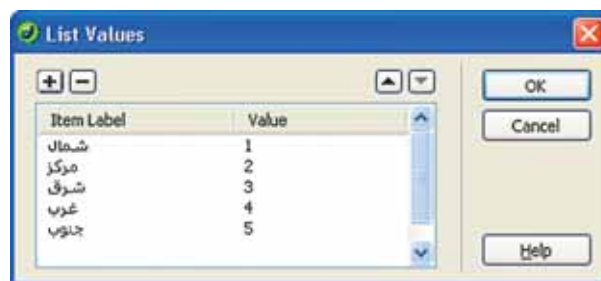 List Values
+ -
OK
Item Label Value
Cancel
شمال 1
مرکز 2
شرق 3
غرب 4
جنوب 5
Help